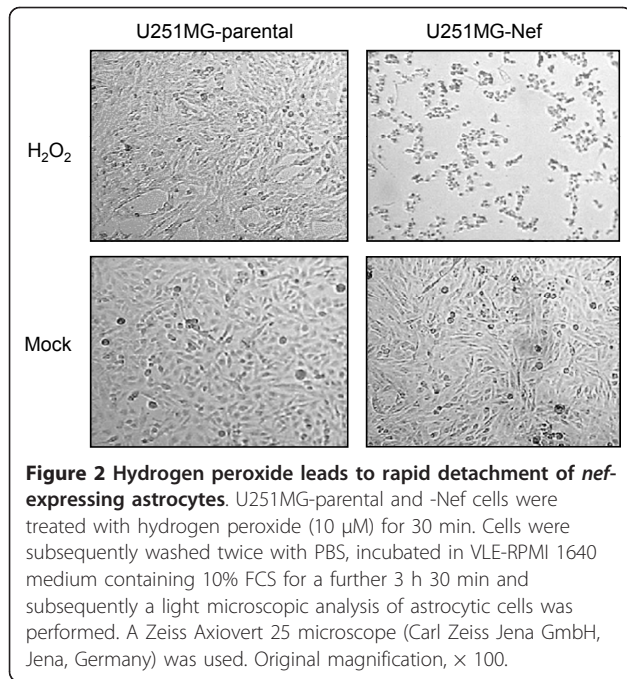 U251MG-parental U251MG-Nef
H₂O₂
Mock
Figure 2 Hydrogen peroxide leads to rapid detachment of nef-
expressing astrocytes. U251MG-parental and -Nef cells were
treated with hydrogen peroxide (10 μM) for 30 min. Cells were
subsequently washed twice with PBS, incubated in VLE-RPMI 1640
medium containing 10% FCS for a further 3 h 30 min and
subsequently a light microscopic analysis of astrocytic cells was
performed. A Zeiss Axiovert 25 microscope (Carl Zeiss Jena GmbH,
Jena, Germany) was used. Original magnification, × 100.